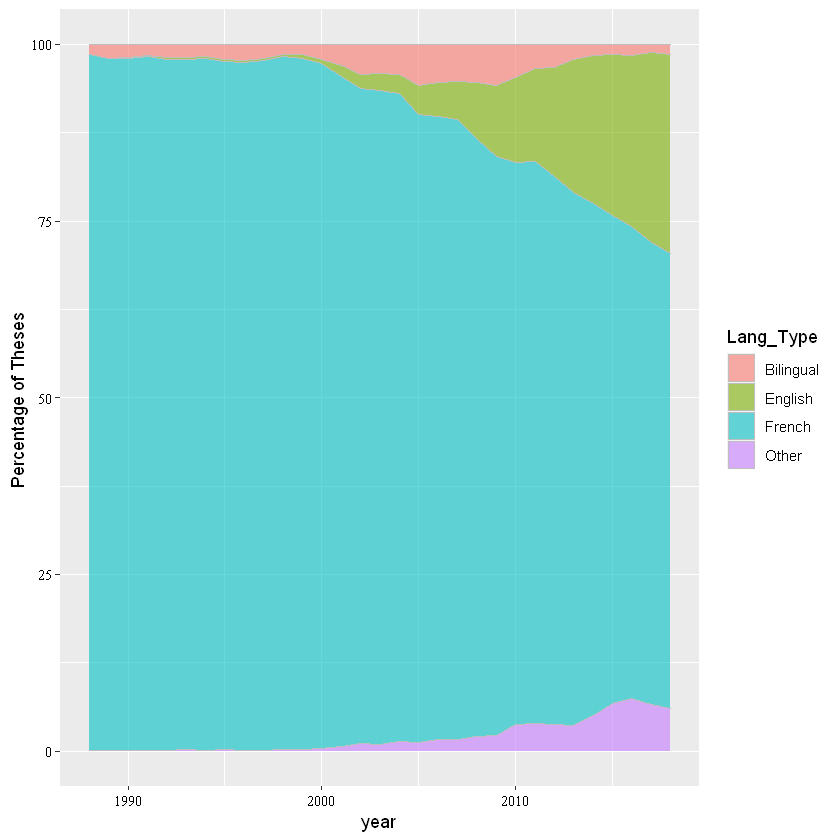 100
75
50
25
0
Percentage of Theses
1990
2000
2010
year
Lang_Type
Bilingual
English
French
Other